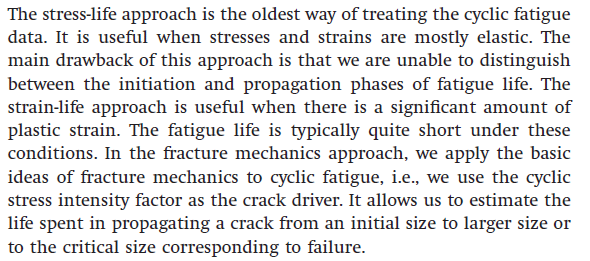 The stress-life approach is the oldest way of treating the cyclic fatigue
data. It is useful when stresses and strains are mostly elastic. The
main drawback of this approach is that we are unable to distinguish
between the initiation and propagation phases of fatigue life. The
strain-life approach is useful when there is a significant amount of
plastic strain. The fatigue life is typically quite short under these
conditions. In the fracture mechanics approach, we apply the basic
ideas of fracture mechanics to cyclic fatigue, i.e., we use the cyclic
stress intensity factor as the crack driver. It allows us to estimate the
life spent in propagating a crack from an initial size to larger size or
to the critical size corresponding to failure.